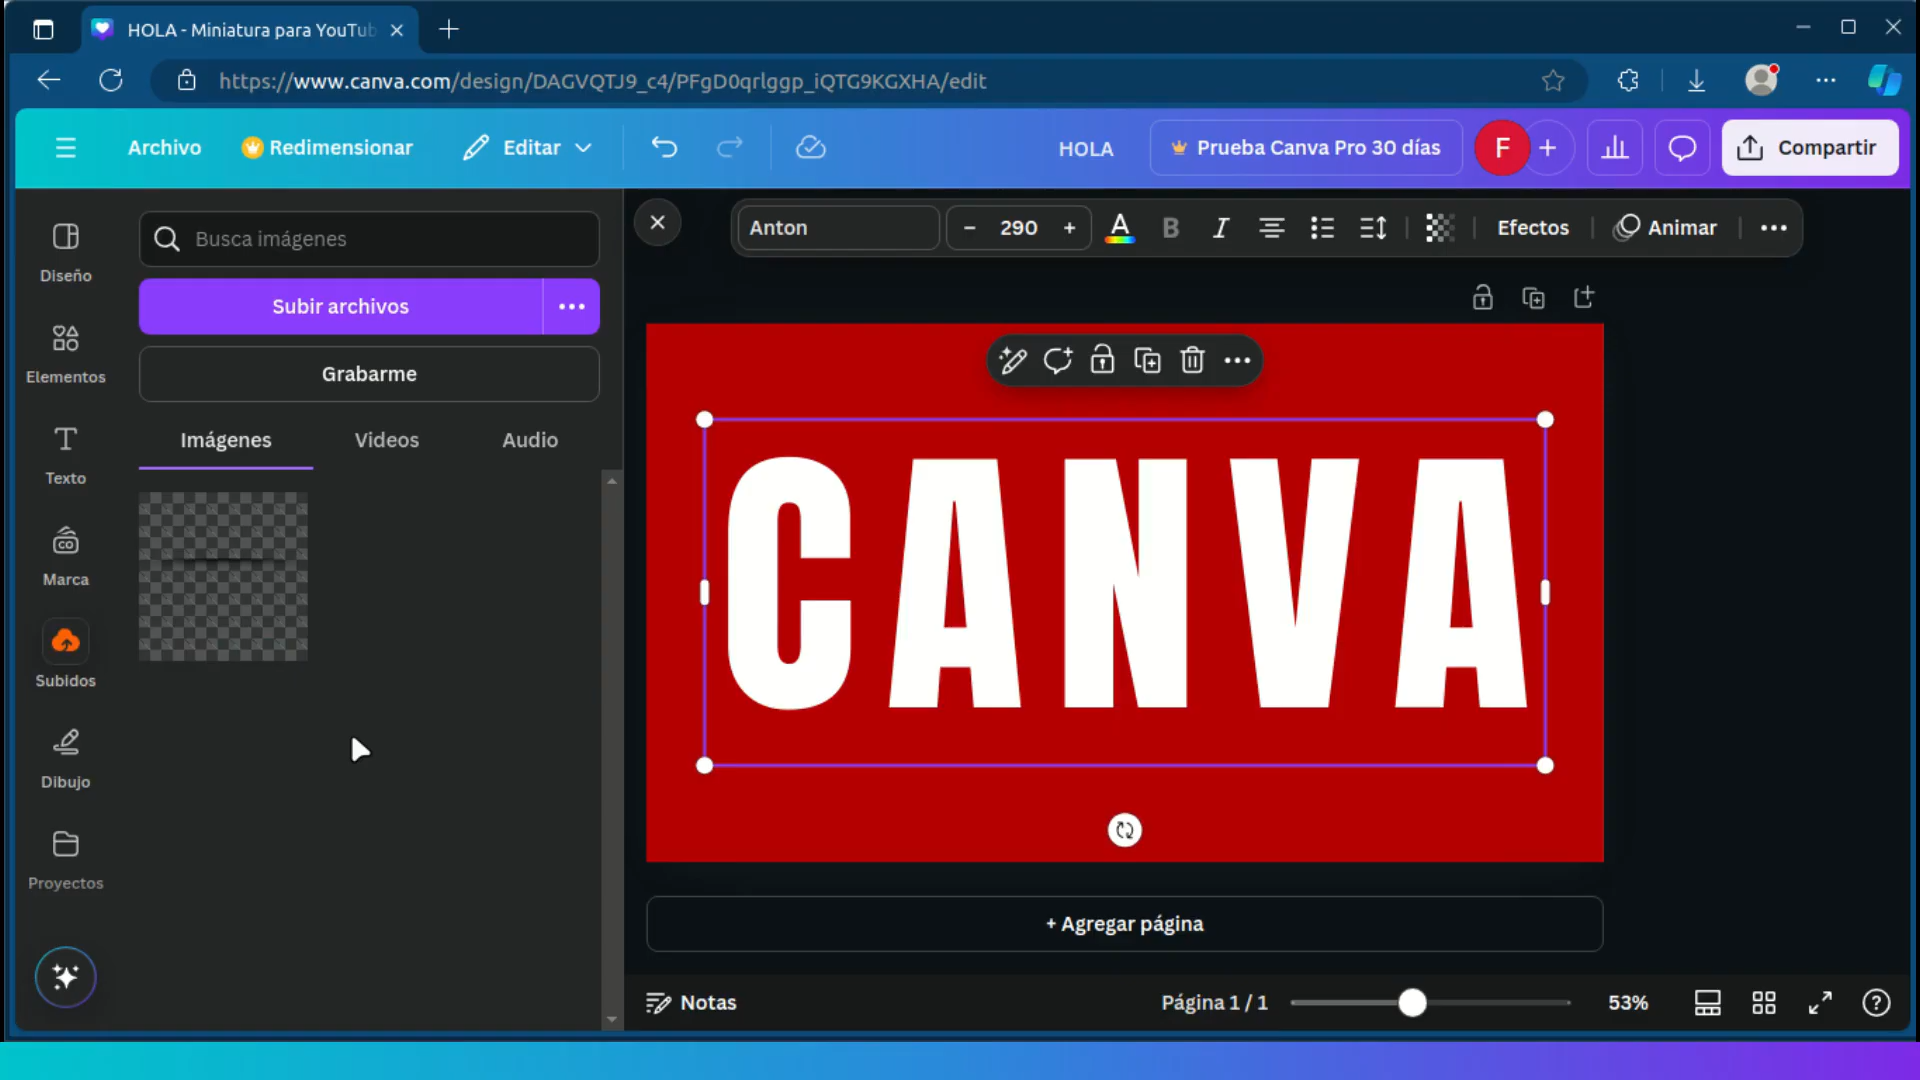 HOLA - Miniatura para YouTub
https://www.canva.com/design/DAGVQTJ9_c4/PFgD0qrlggp_iQTG9KGXHA/edit
Archivo
Redimensionar
Editar
HOLA
Prueba Canva Pro 30 días
F
Compartir
Diseño
Elementos
Texto
CO
Marca
Subidos
Dibujo
Proyectos
Busca imágenes
Subir archivos
Grabarme
Imágenes Videos Audio
Anton
− 290 +
A B I
Efectos
Animar
CANVA
+ Agregar página
Notas
Página 1 / 1
53%